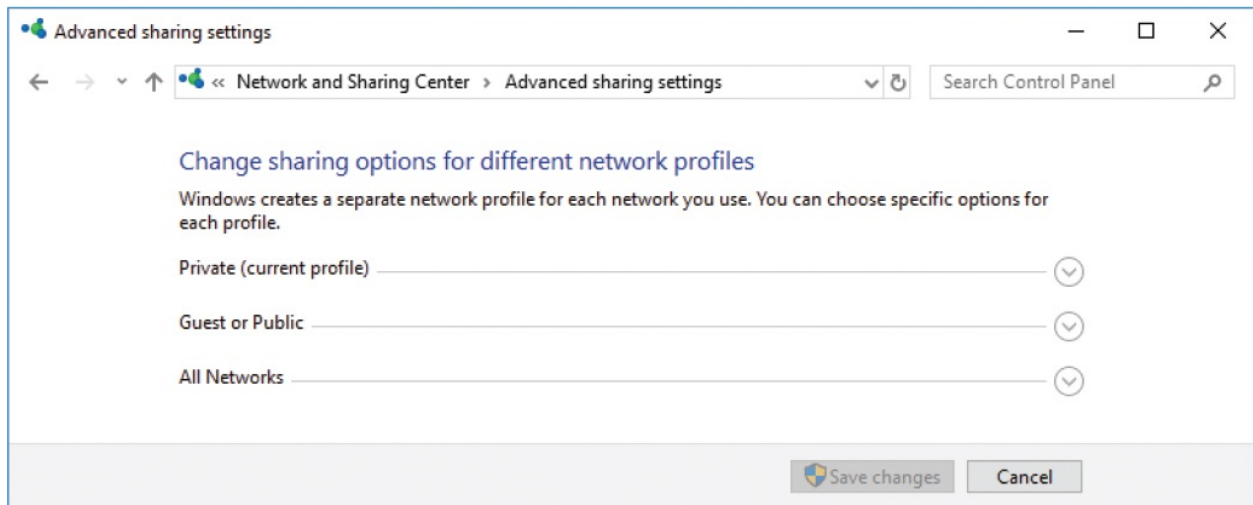 Advanced sharing settings
« Network and Sharing Center > Advanced sharing settings
Search Control Panel
Change sharing options for different network profiles
Windows creates a separate network profile for each network you use. You can choose specific options for
each profile.
Private (current profile)
Guest or Public
All Networks
Save changes
Cancel